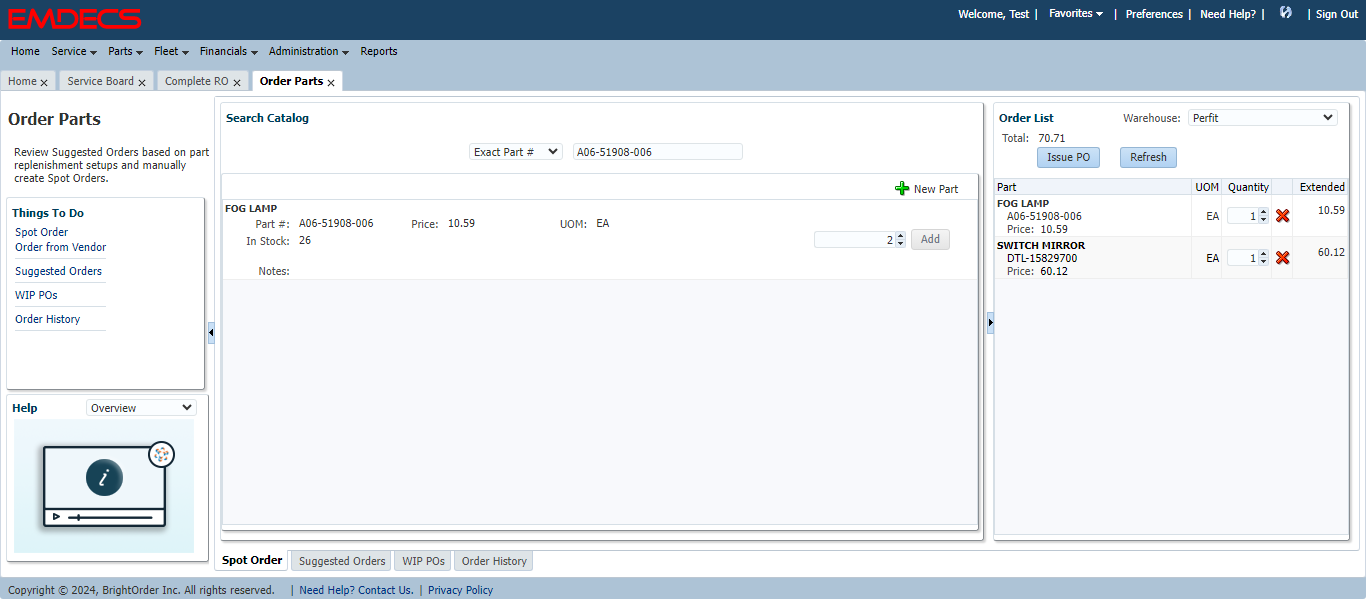 EMDECS
Welcome, Test | Favorites | Preferences | Need Help? | | Sign Out
Home Service Parts Fleet Financials Administration Reports
Home x Service Board x Complete RO x Order Parts x
Order Parts
Review Suggested Orders based on part
replenishment setups and manually
create Spot Orders.
Things To Do
Spot Order
Order from Vendor
Suggested Orders
WIP POs
Order History
Help Overview
i
Search Catalog
Exact Part # A06-51908-006
New Part
FOG LAMP
Part #: A06-51908-006 Price: 10.59 UOM: EA
In Stock: 26
2 Add
Notes:
Spot Order Suggested Orders WIP POs Order History
Order List Warehouse: Perfit
Total: 70.71
Issue PO Refresh
Part UOM Quantity Extended
FOG LAMP
A06-51908-006 EA 1 10.59
Price: 10.59
SWITCH MIRROR
DTL-15829700 EA 1 60.12
Price: 60.12
Copyright © 2024, BrightOrder Inc. All rights reserved. | Need Help? Contact Us. | Privacy Policy